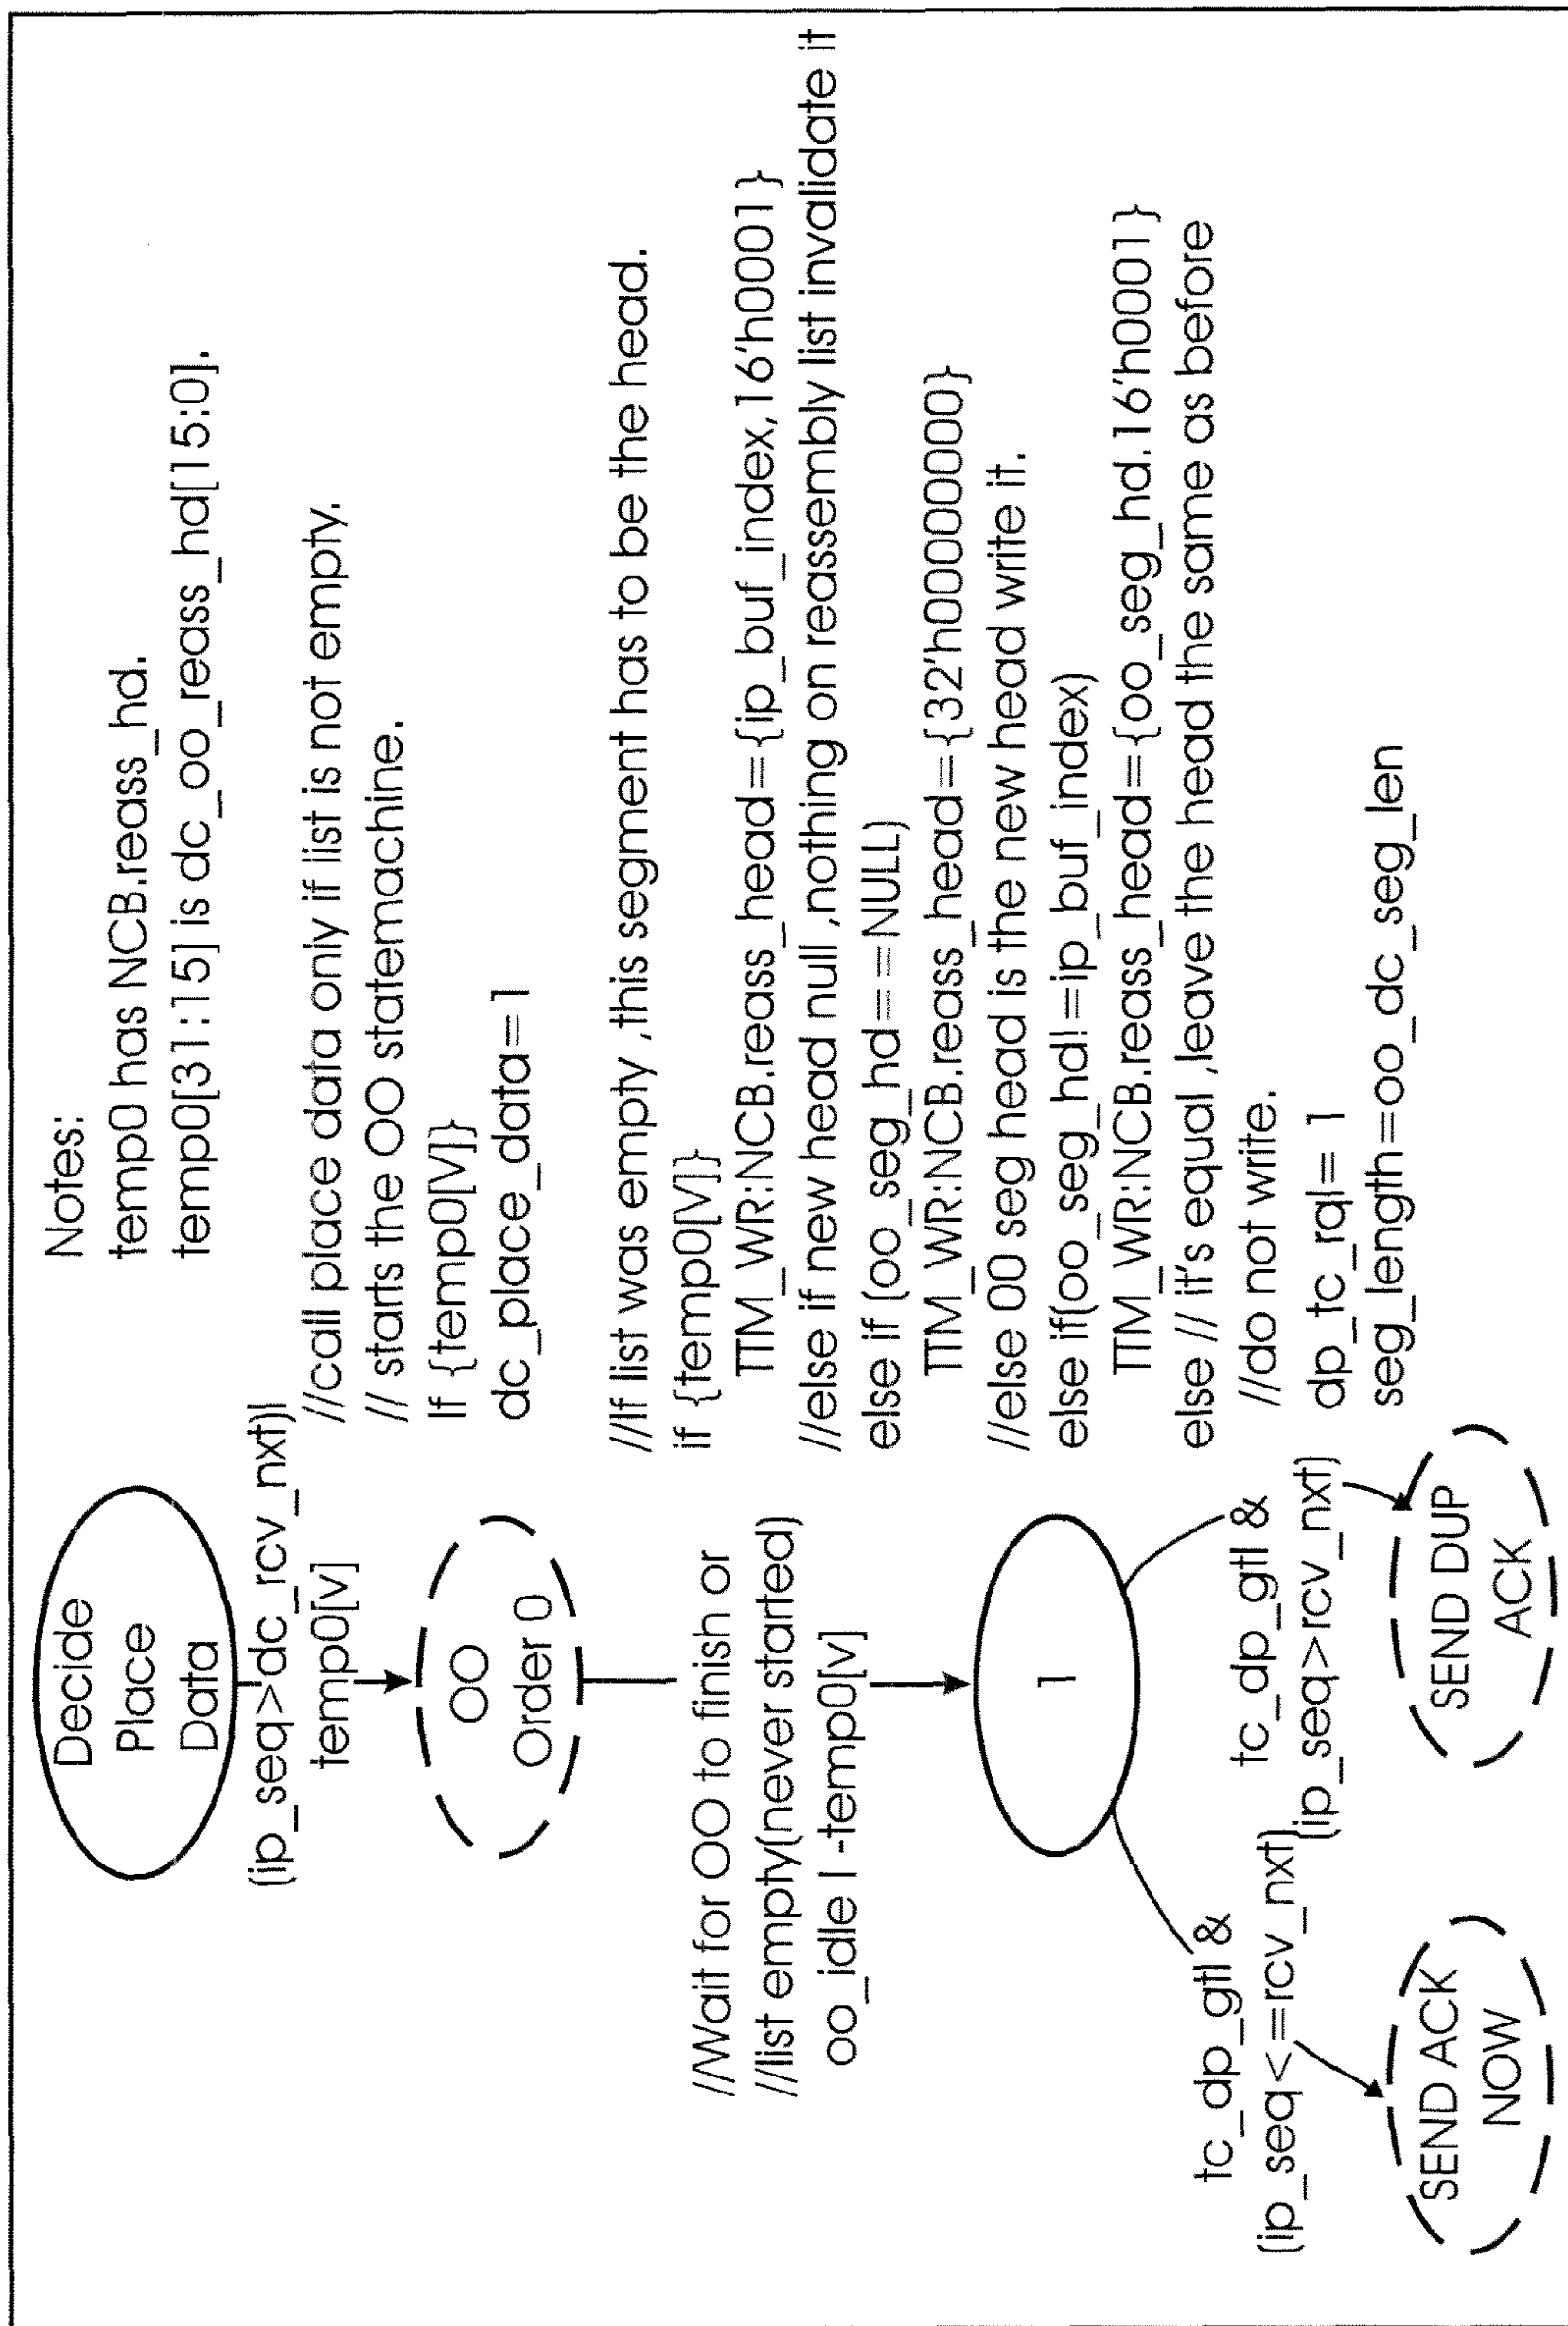 Notes:
temp0 has NCB.reass_hd.
temp0[31:15] is dc_oo_reass_hd[15:0].
Decide
Place
Data
(ip_seq>dc_rcv_nxt)|
temp0[v]
//call place data only if list is not empty.
// starts the OO statemachine.
If {temp0[V]}
dc_place_data=1
OO
Order 0
//If list was empty ,this segment has to be the head.
if {temp0[V]}
TTM_WR:NCB.reass_head={ip_buf_index,16'h0001}
//else if new head null ,nothing on reassembly list invalidate it
else if (oo_seg_hd==NULL)
TTM_WR:NCB.reass_head={32'h00000000}
//else 00 seg head is the new head write it.
else if(oo_seg_hd!=ip_buf_index)
TTM_WR:NCB.reass_head={oo_seg_hd.16'h0001}
else // it's equal ,leave the head the same as before
//do not write.
dp_tc_rql=1
seg_length=oo_dc_seg_len
//Wait for OO to finish or
//list empty(never started)
oo_idle I -temp0[v]
1
tc_dp_gtl &
(ip_seq<=rcv_nxt)
tc_dp_gtl &
(ip_seq>rcv_nxt)
SEND ACK
NOW
SEND DUP
ACK